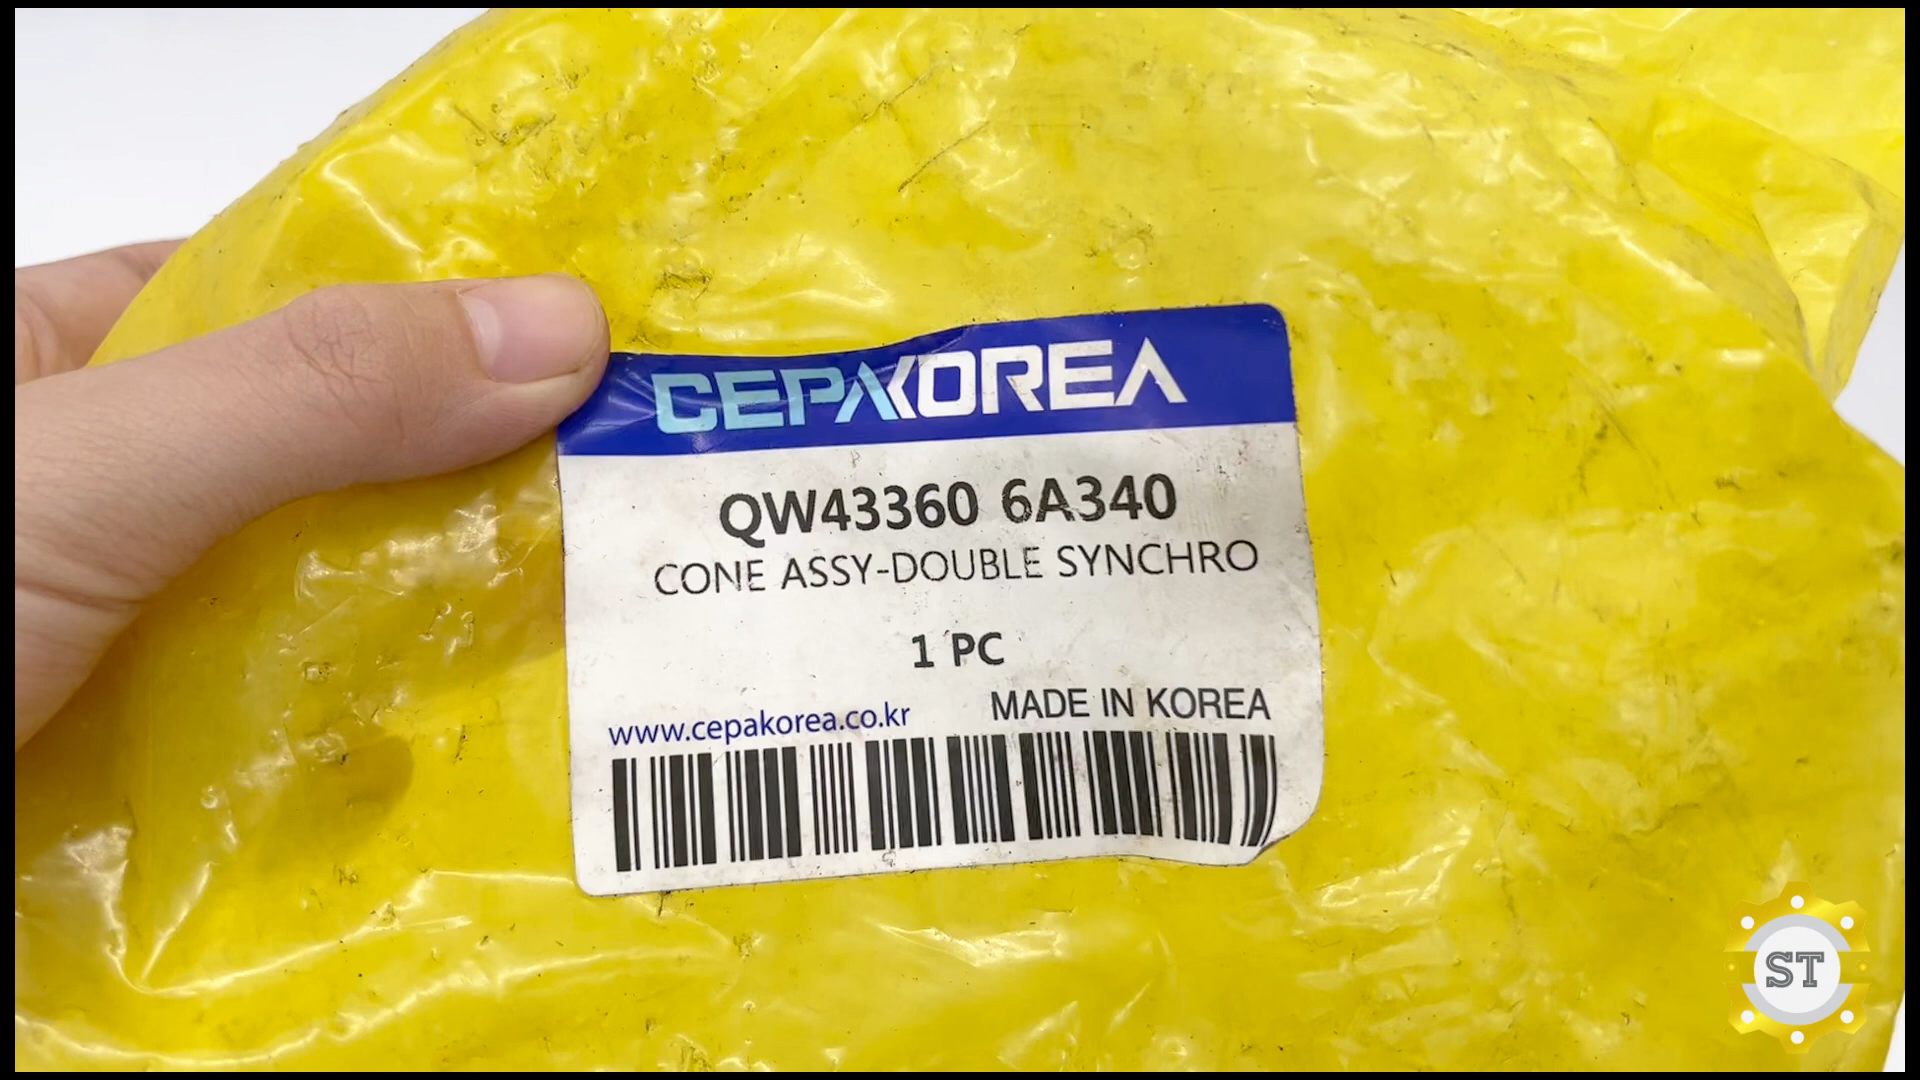 CEPAKOREA
QW43360 6A340
CONE ASSY-DOUBLE SYNCHRO
1 PC
www.cepakorea.co.kr
MADE IN KOREA
ST